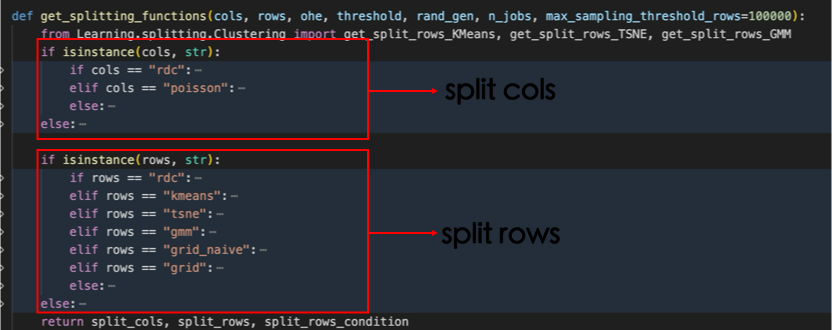 def get_splitting_functions(cols, rows, ohe, threshold, rand_gen, n_jobs, max_sampling_threshold_rows=100000):
from Learning.splitting.Clustering import get_split_rows_KMeans, get_split_rows_TSNE, get_split_rows_GMM
if isinstance(cols, str):
if cols == "rdc":⋯
elif cols == "poisson":⋯
else:⋯
else:⋯
split cols
if isinstance(rows, str):
if rows == "rdc":⋯
elif rows == "kmeans":⋯
elif rows == "tsne":⋯
elif rows == "gmm":⋯
elif rows == "grid_naive":⋯
elif rows == "grid":⋯
else:⋯
else:⋯
split rows
return split_cols, split_rows, split_rows_condition